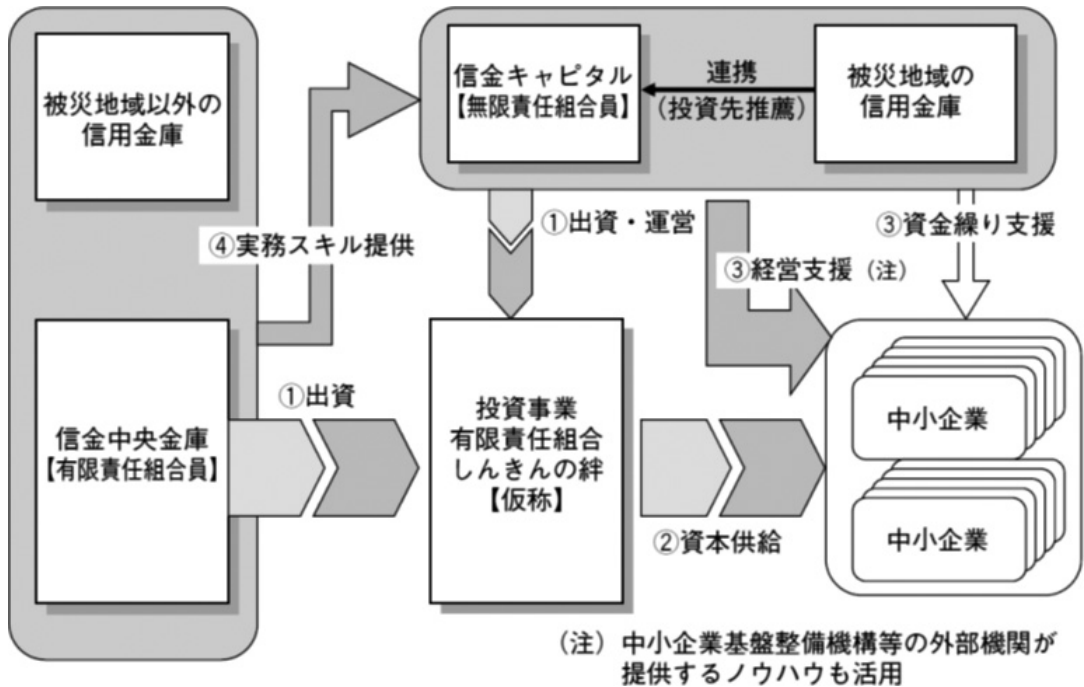 被災地域以外の
信用金庫
信金キャピタル
【無限責任組合員】
連携
(投資先推薦)
被災地域の
信用金庫
④実務スキル提供
①出資・運営
③経営支援(注)
③資金繰り支援
信金中央金庫
【有限責任組合員】
①出資
投資事業
有限責任組合
しんきんの絆
【仮称】
②資本供給
中小企業
中小企業
(注) 中小企業基盤整備機構等の外部機関が
提供するノウハウも活用